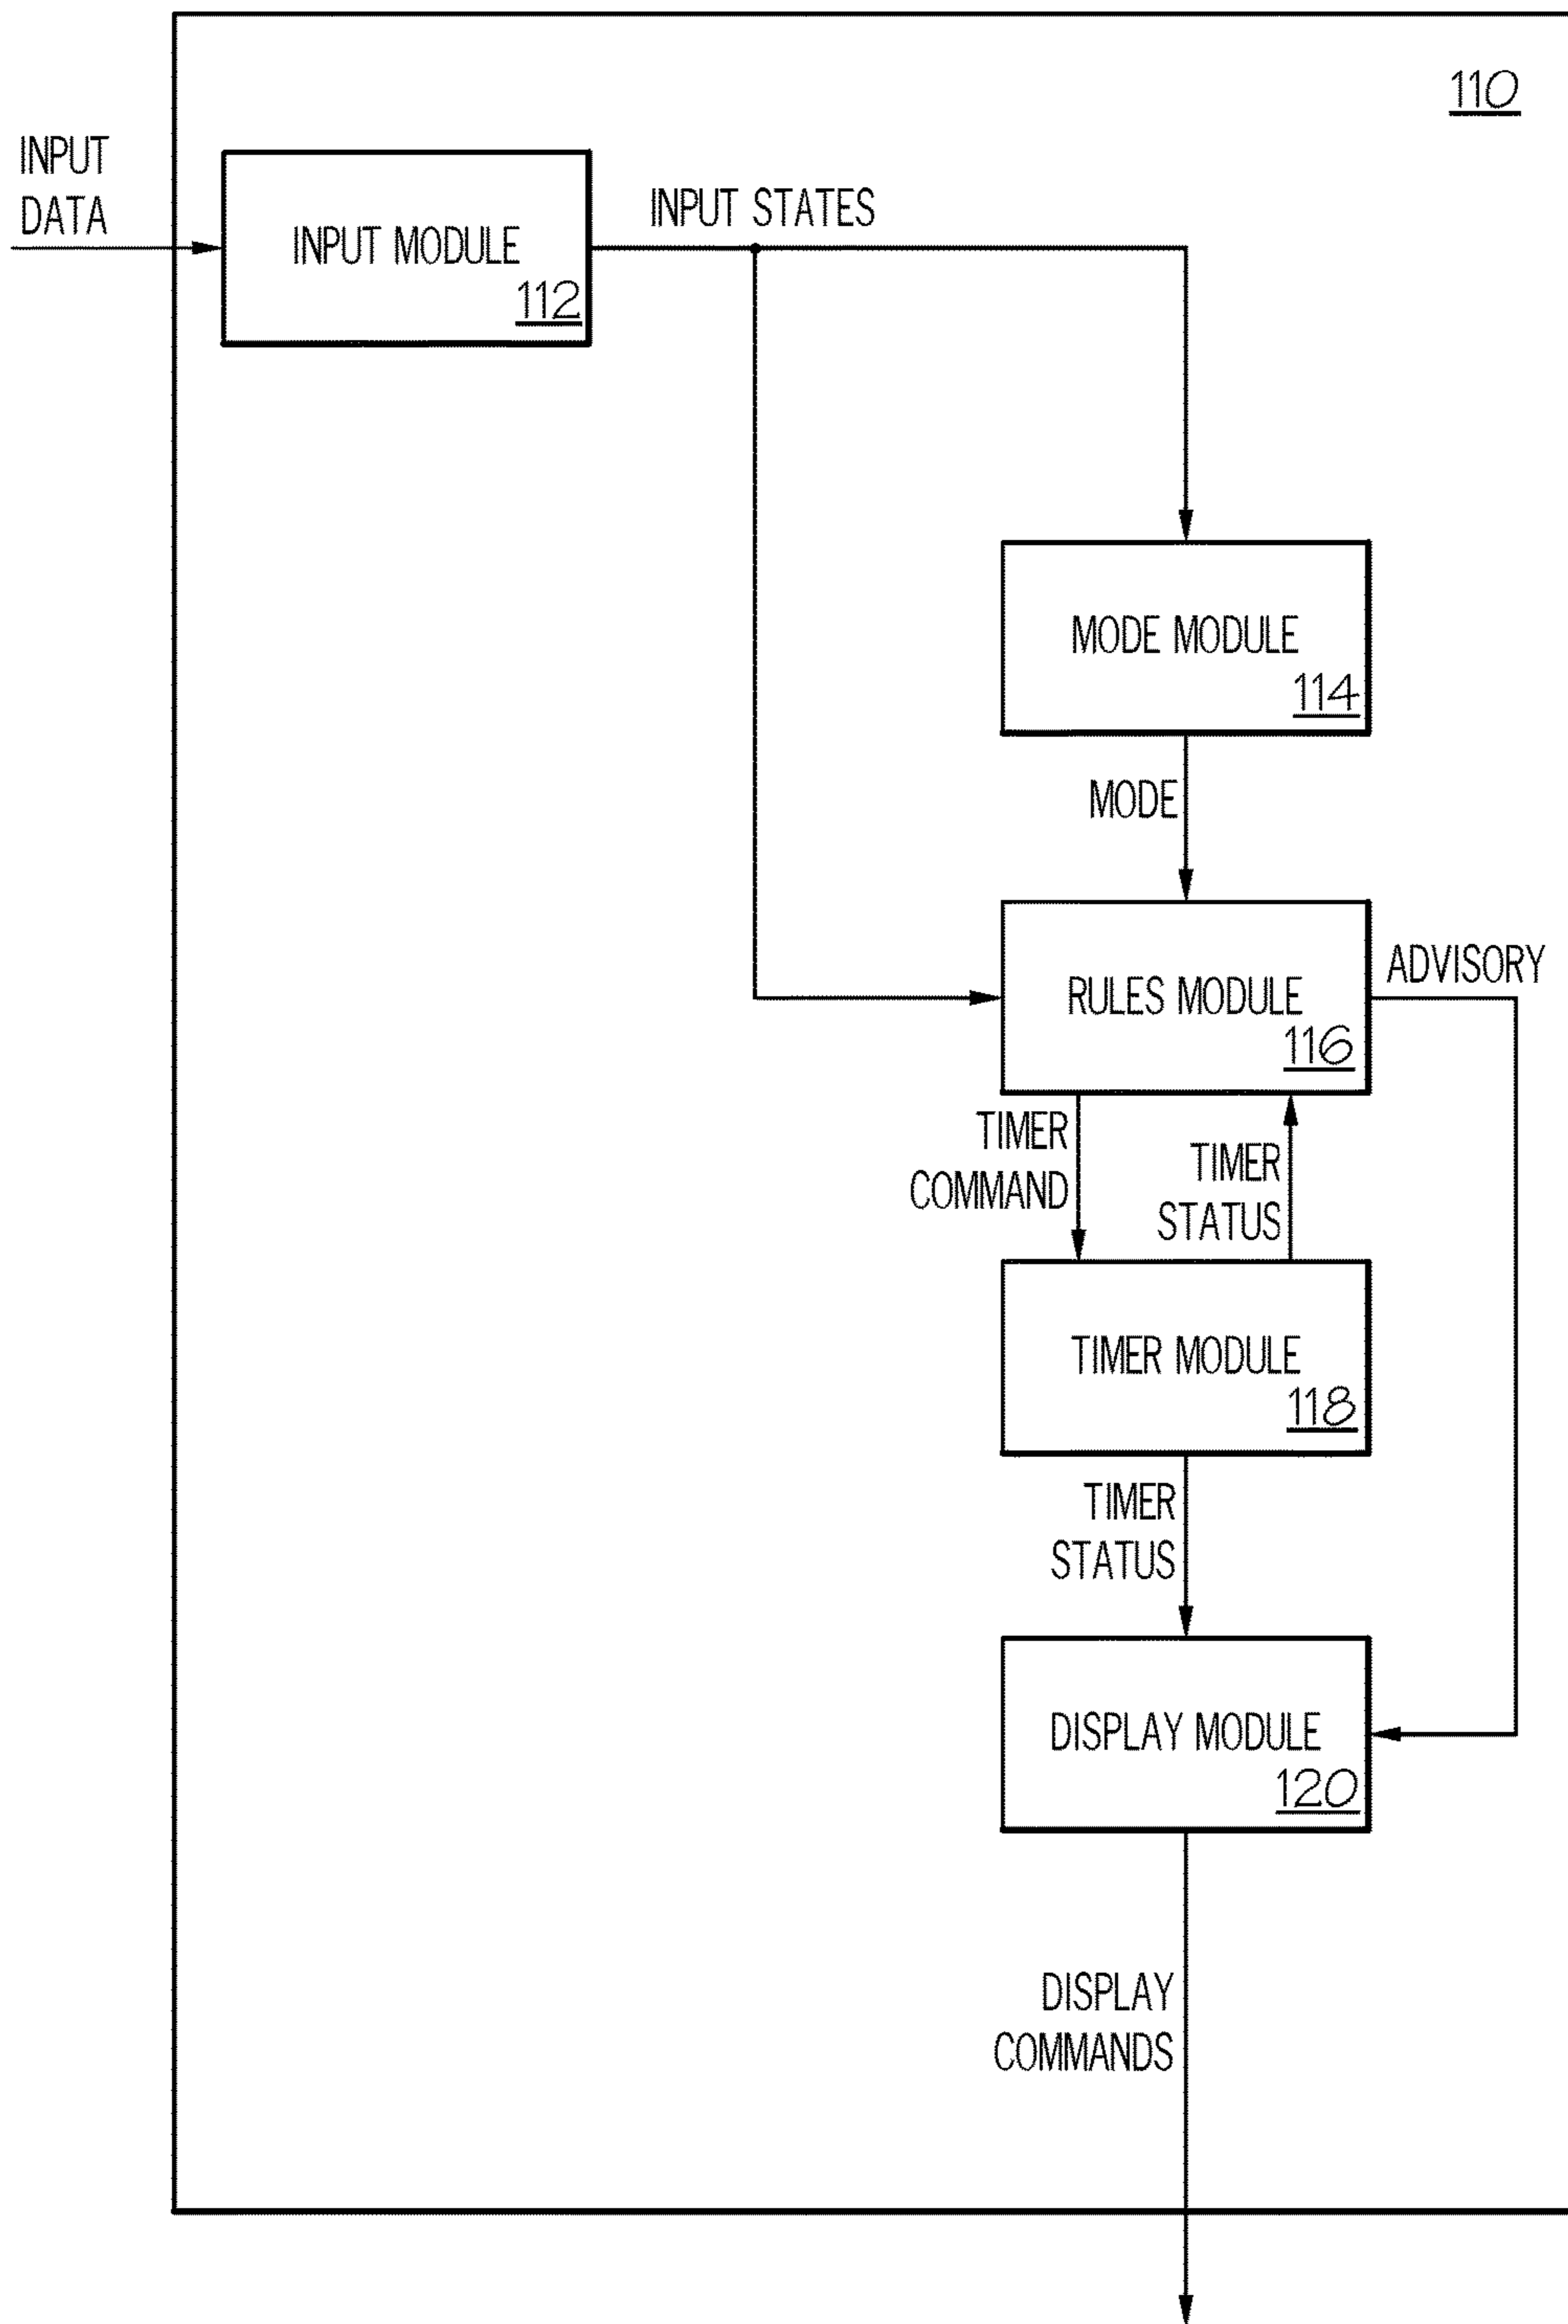 110
INPUT
DATA
INPUT MODULE
112
INPUT STATES
MODE MODULE
114
MODE
RULES MODULE
116
ADVISORY
TIMER
COMMAND
TIMER
STATUS
TIMER MODULE
118
TIMER
STATUS
DISPLAY MODULE
120
DISPLAY
COMMANDS